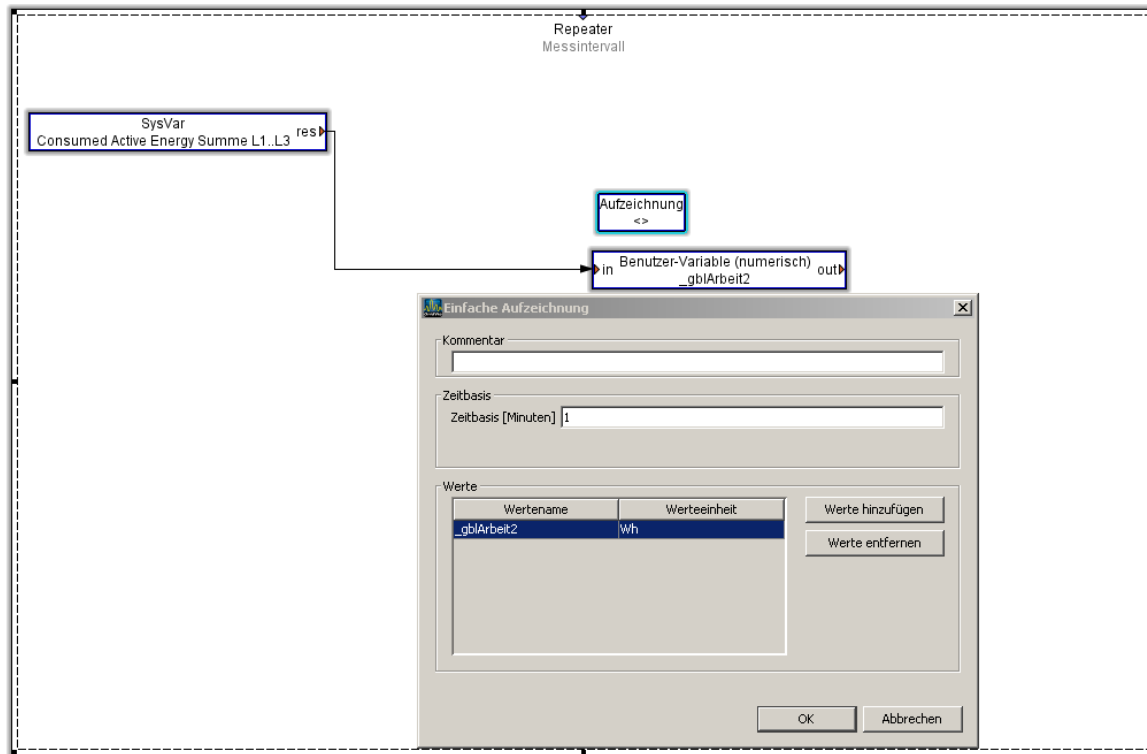 Repeater
Messintervall
SysVar
Consumed Active Energy Summe L1..L3
res
Aufzeichnung
<>
in
Benutzer-Variable (numerisch)
_gblArbeit2
out
Einfache Aufzeichnung
Kommentar
Zeitbasis
Zeitbasis [Minuten] 1
Werte
Wertename Werteeinheit
_gblArbeit2 Wh
Werte hinzufügen
Werte entfernen
OK Abbrechen